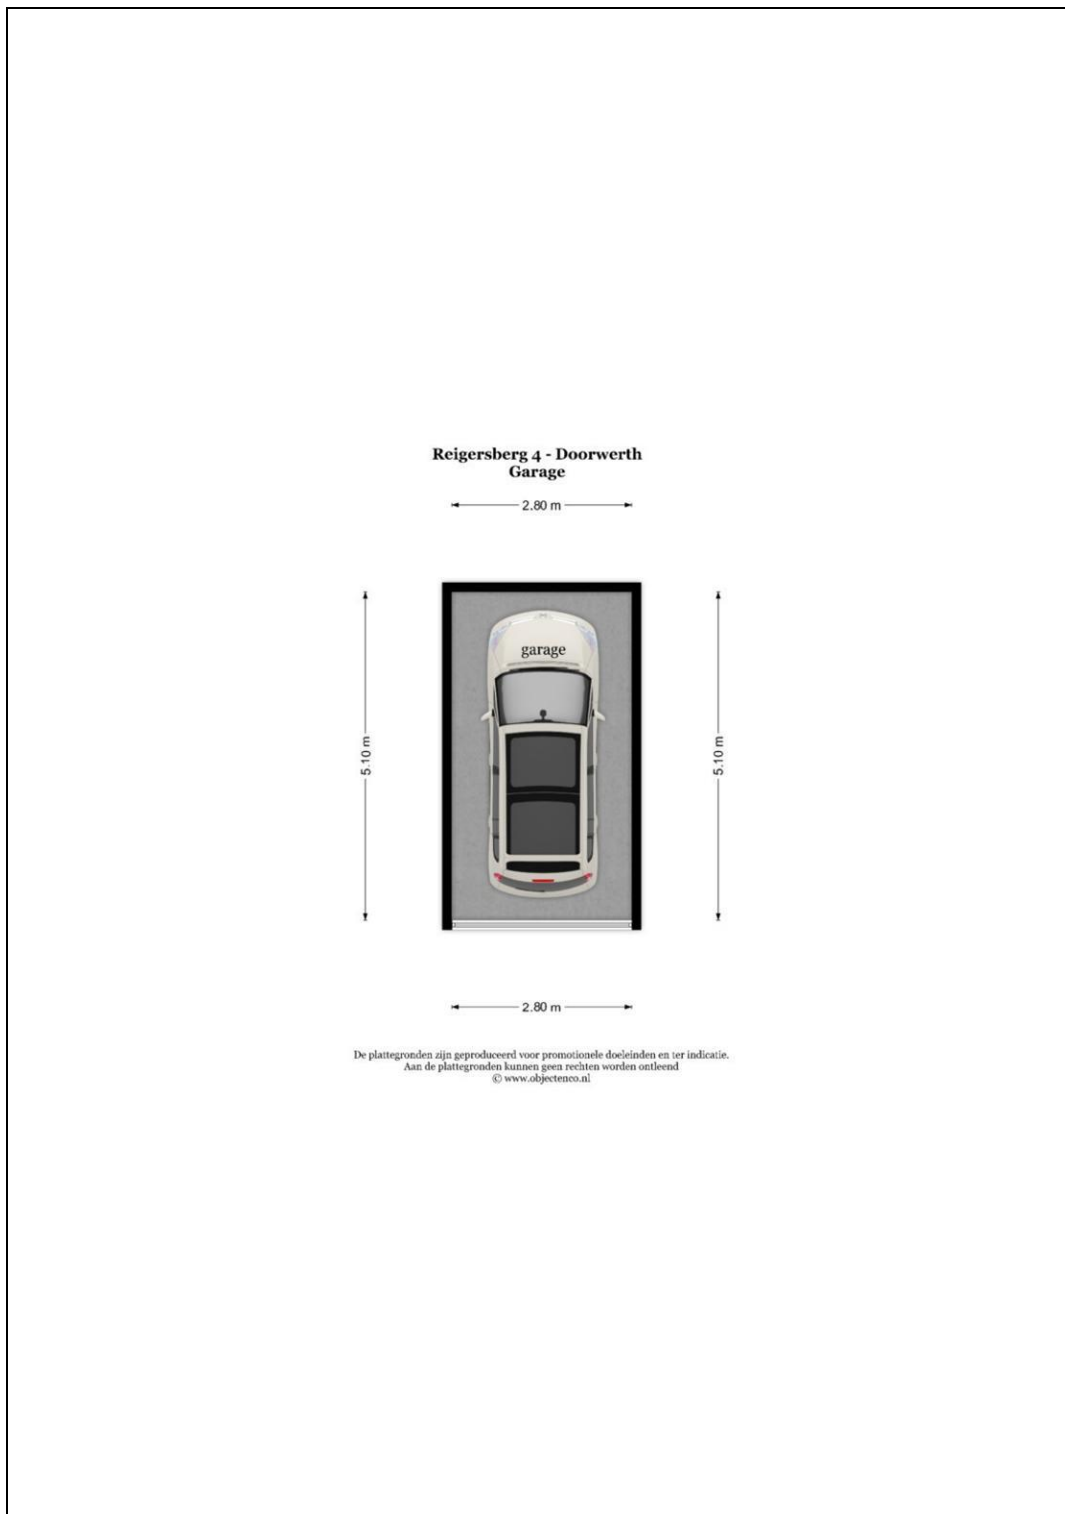 Reigersberg 4 - Doorwerth
Garage
2.80 m
garage
5.10 m
5.10 m
2.80 m
De plattegronden zijn geproduceerd voor promotionele doeleinden en ter indicatie.
Aan de plattegronden kunnen geen rechten worden ontleend
© www.objectenco.nl